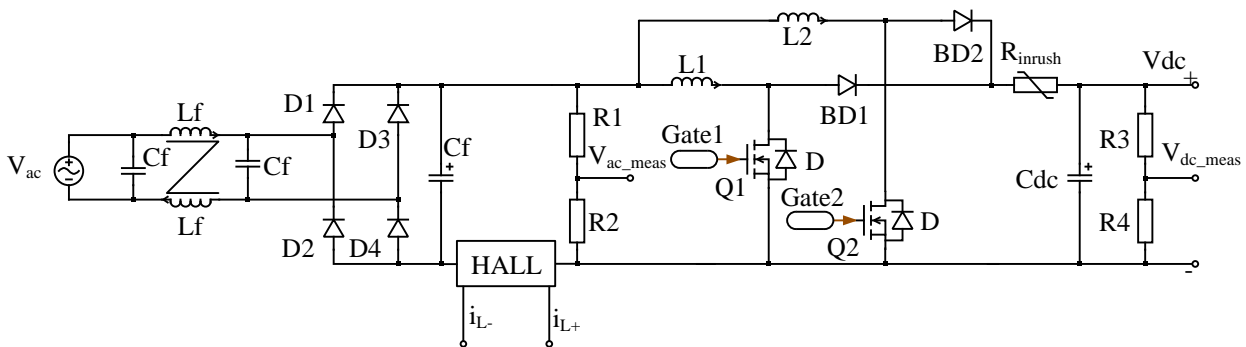 L2
BD2
R_inrush
Vdc
+
L1
BD1
D1
D3
Lf
Cf
Cf
V_ac
Lf
D2
D4
Cf
R1
V_ac_meas
R2
Gate1
Q1
D
Gate2
Q2
D
Cdc
+
R3
V_dc_meas
R4
-
HALL
+
i_L-
i_L+